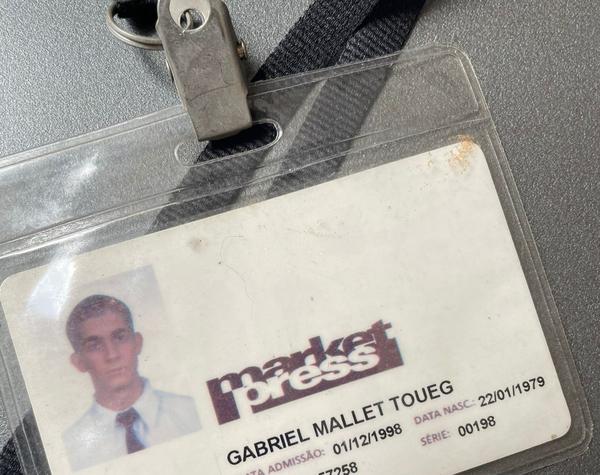 market
press
GABRIEL MALLET TOUEG
DATA NASC.: 22/01/1979
ADMISSÃO: 01/12/1998
SÉRIE: 00198